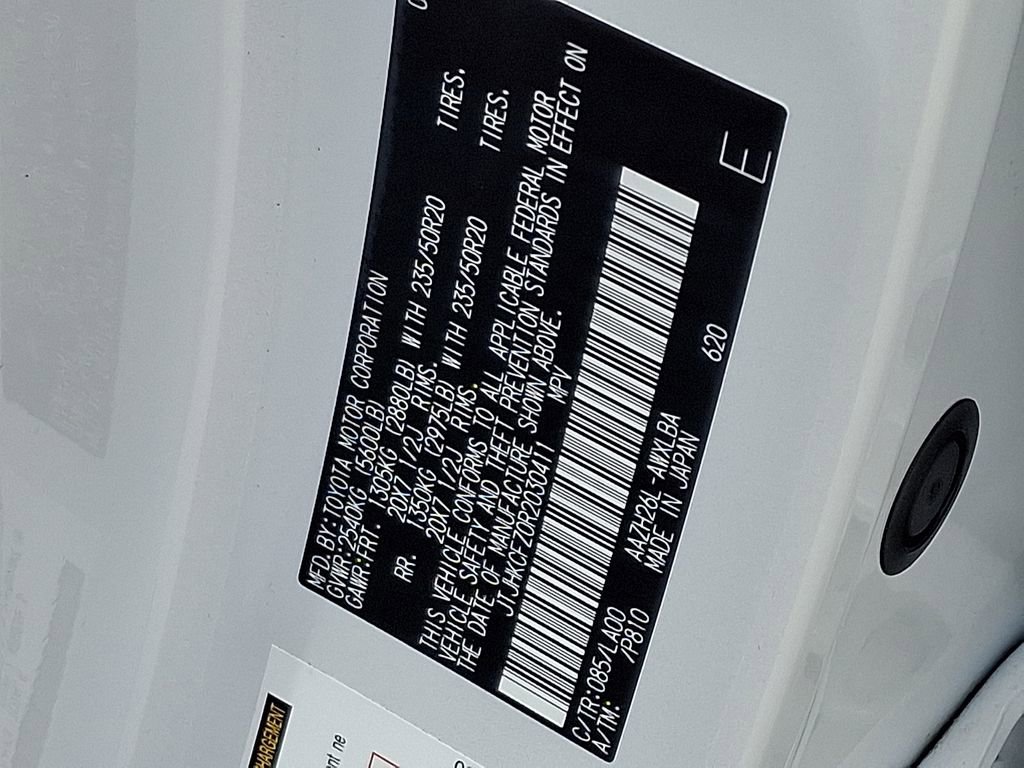 MFD. BY: TOYOTA MOTOR CORPORATION
GVWR: 2540KG (5600LB)
GAWR: FRT. 1305KG (2880LB) WITH 235/50R20 TIRES.
20X7 1/2J RIMS.
RR. 1350KG (2975LB) WITH 235/50R20 TIRES.
20X7 1/2J RIMS.
THIS VEHICLE CONFORMS TO ALL APPLICABLE FEDERAL MOTOR
VEHICLE SAFETY AND THEFT PREVENTION STANDARDS IN EFFECT ON
THE DATE OF MANUFACTURE SHOWN ABOVE.
JTJHKCFZ0R2030411 MPV
C/TR: 085/LA00 AAZH26L-AWXLBA 620
A/TM: /P810 MADE IN JAPAN
E
HARGEMENT
ent ne